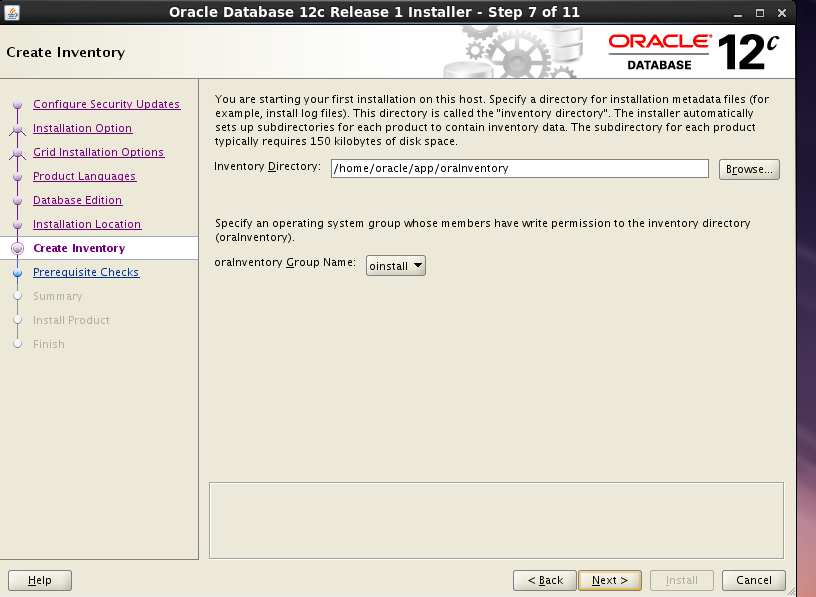 Oracle Database 12c Release 1 Installer - Step 7 of 11
Create Inventory
ORACLE
DATABASE
12c
Configure Security Updates
Installation Option
Grid Installation Options
Product Languages
Database Edition
Installation Location
Create Inventory
Prerequisite Checks
Summary
Install Product
Finish
You are starting your first installation on this host. Specify a directory for installation metadata files (for
example, install log files). This directory is called the "inventory directory". The installer automatically
sets up subdirectories for each product to contain inventory data. The subdirectory for each product
typically requires 150 kilobytes of disk space.
Inventory Directory: /home/oracle/app/oraInventory Browse...
Specify an operating system group whose members have write permission to the inventory directory
(oraInventory).
oraInventory Group Name: oinstall
Help < Back Next > Install Cancel